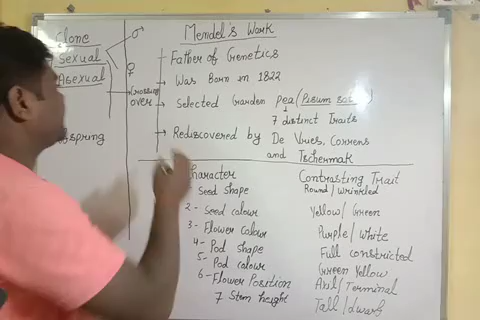 Clone
Sexual
Asexual
ffspring
♂
♀
Crossing
over
Mendel's Work
Father of Genetics
Was Born in 1822
Selected Garden pea (Pisum sat )
7 distinct Traits
Rediscovered by De Vries, Correns
and Tschermak
Character Contrasting Trait
Seed shape Round / Wrinkled
2- Seed colour Yellow / Green
3- Flower colour Purple / White
4- Pod shape Full constricted
5- Pod colour Green Yellow
6- Flower Position Axil / Terminal
7 Stem height Tall / dwarf